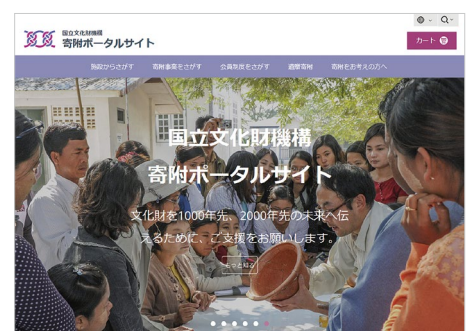 国立文化財機構
寄附ポータルサイト
カート
施設からさがす 寄附事業をさがす 会員制度をさがす 遺贈寄附 寄附をお考えの方へ
国立文化財機構
寄附ポータルサイト
文化財を1000年先、2000年先の未来へ伝
えるために、ご支援をお願いします。
もっと知る